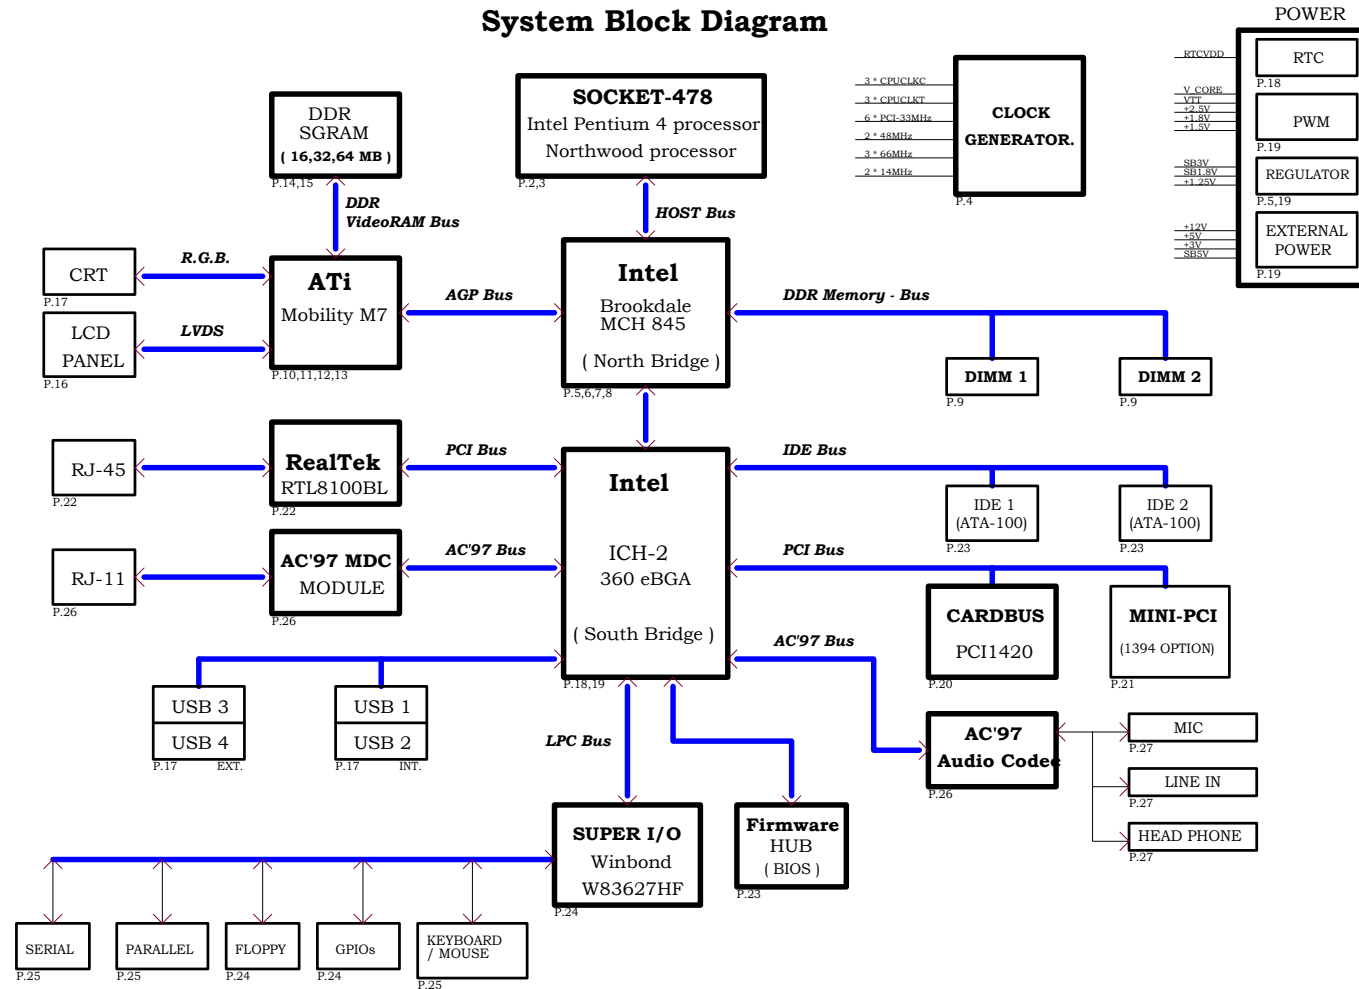 System Block Diagram
POWER
RTCVDD
RTC
P.18
V_CORE
VTT
+2.5V
+1.8V
+1.5V
PWM
P.19
SB3V
SB1.8V
+1.25V
REGULATOR
P.5,19
+12V
+5V
+3V
SB5V
EXTERNAL
POWER
P.19
3 * CPUCLKC
3 * CPUCLKT
6 * PCI-33MHz
2 * 48MHz
3 * 66MHz
2 * 14MHz
CLOCK
GENERATOR.
P.4
SOCKET-478
Intel Pentium 4 processor
Northwood processor
P.2,3
HOST Bus
DDR
SGRAM
( 16,32,64 MB )
P.14,15
DDR
VideoRAM Bus
CRT
P.17
R.G.B.
LCD
PANEL
P.16
LVDS
ATi
Mobility M7
P.10,11,12,13
AGP Bus
Intel
Brookdale
MCH 845
( North Bridge )
P.5,6,7,8
DDR Memory - Bus
DIMM 1
P.9
DIMM 2
P.9
RJ-45
P.22
RealTek
RTL8100BL
P.22
PCI Bus
RJ-11
P.26
AC'97 MDC
MODULE
P.26
AC'97 Bus
Intel
ICH-2
360 eBGA
( South Bridge )
P.18,19
IDE Bus
IDE 1
(ATA-100)
P.23
IDE 2
(ATA-100)
P.23
PCI Bus
CARDBUS
PCI1420
P.20
MINI-PCI
(1394 OPTION)
P.21
AC'97 Bus
AC'97
Audio Codec
P.26
MIC
P.27
LINE IN
P.27
HEAD PHONE
P.27
USB 3
USB 4
P.17 EXT.
USB 1
USB 2
P.17 INT.
LPC Bus
SUPER I/O
Winbond
W83627HF
P.24
Firmware
HUB
( BIOS )
P.23
SERIAL
P.25
PARALLEL
P.25
FLOPPY
P.24
GPIOs
P.24
KEYBOARD
/ MOUSE
P.25